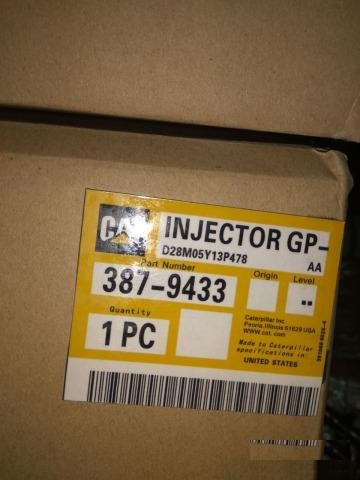 CAT
INJECTOR GP-
D28M05Y13P478
AA
Part Number
387-9433
Origin
Level
Quantity
1 PC
Caterpillar Inc.
Peoria,Illinois 61629 USA
WWW.cat. com
Made to Caterpillar
specifications in
UNITED STATES